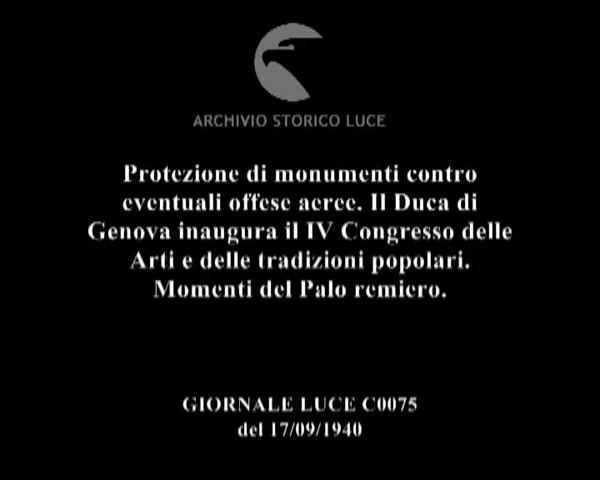 ARCHIVIO STORICO LUCE
Protezione di monumenti contro
eventuali offese aeree. Il Duca di
Genova inaugura il IV Congresso delle
Arti e delle tradizioni popolari.
Momenti del Palo remiero.
GIORNALE LUCE C0075
del 17/09/1940